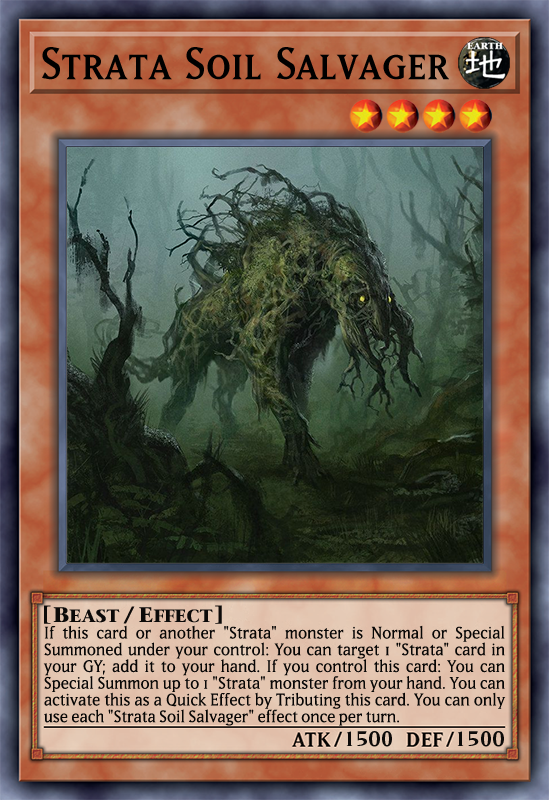 Strata Soil Salvager
EARTH
地
[Beast / Effect]
If this card or another "Strata" monster is Normal or Special
Summoned under your control: You can target 1 "Strata" card in
your GY; add it to your hand. If you control this card: You can
Special Summon up to 1 "Strata" monster from your hand. You can
activate this as a Quick Effect by Tributing this card. You can only
use each "Strata Soil Salvager" effect once per turn.
ATK/1500 DEF/1500